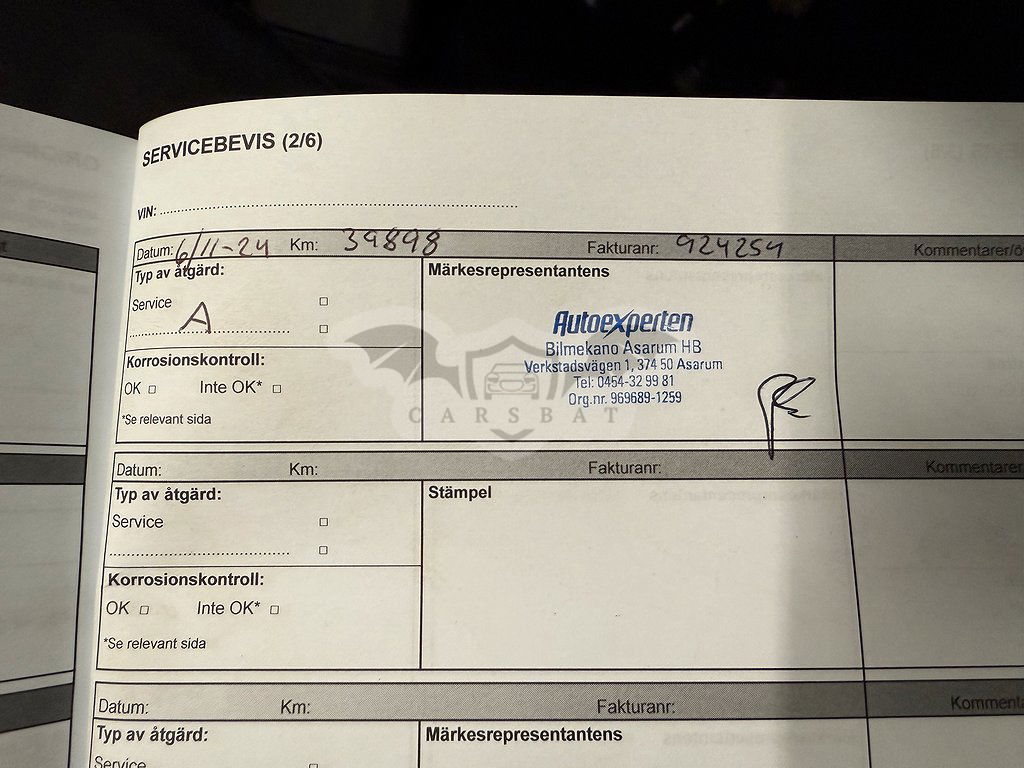 SERVICEBEVIS (2/6)
VIN:
Datum: 6/11-24 Km: 39898 Fakturanr: 924254 Kommentarer/ö
Typ av åtgärd: Märkesrepresentantens
Service
A
Autoexperten
Bilmekano Asarum HB
Verkstadsvägen 1, 374 50 Asarum
Tel: 0454-32 99 81
Org.nr. 969689-1259
Korrosionskontroll:
OK Inte OK*
*Se relevant sida
CARSBAT
Datum: Km: Fakturanr: Kommentarer
Typ av åtgärd: Stämpel
Service
Korrosionskontroll:
OK Inte OK*
*Se relevant sida
Datum: Km: Fakturanr: Komment
Typ av åtgärd: Märkesrepresentantens
Service